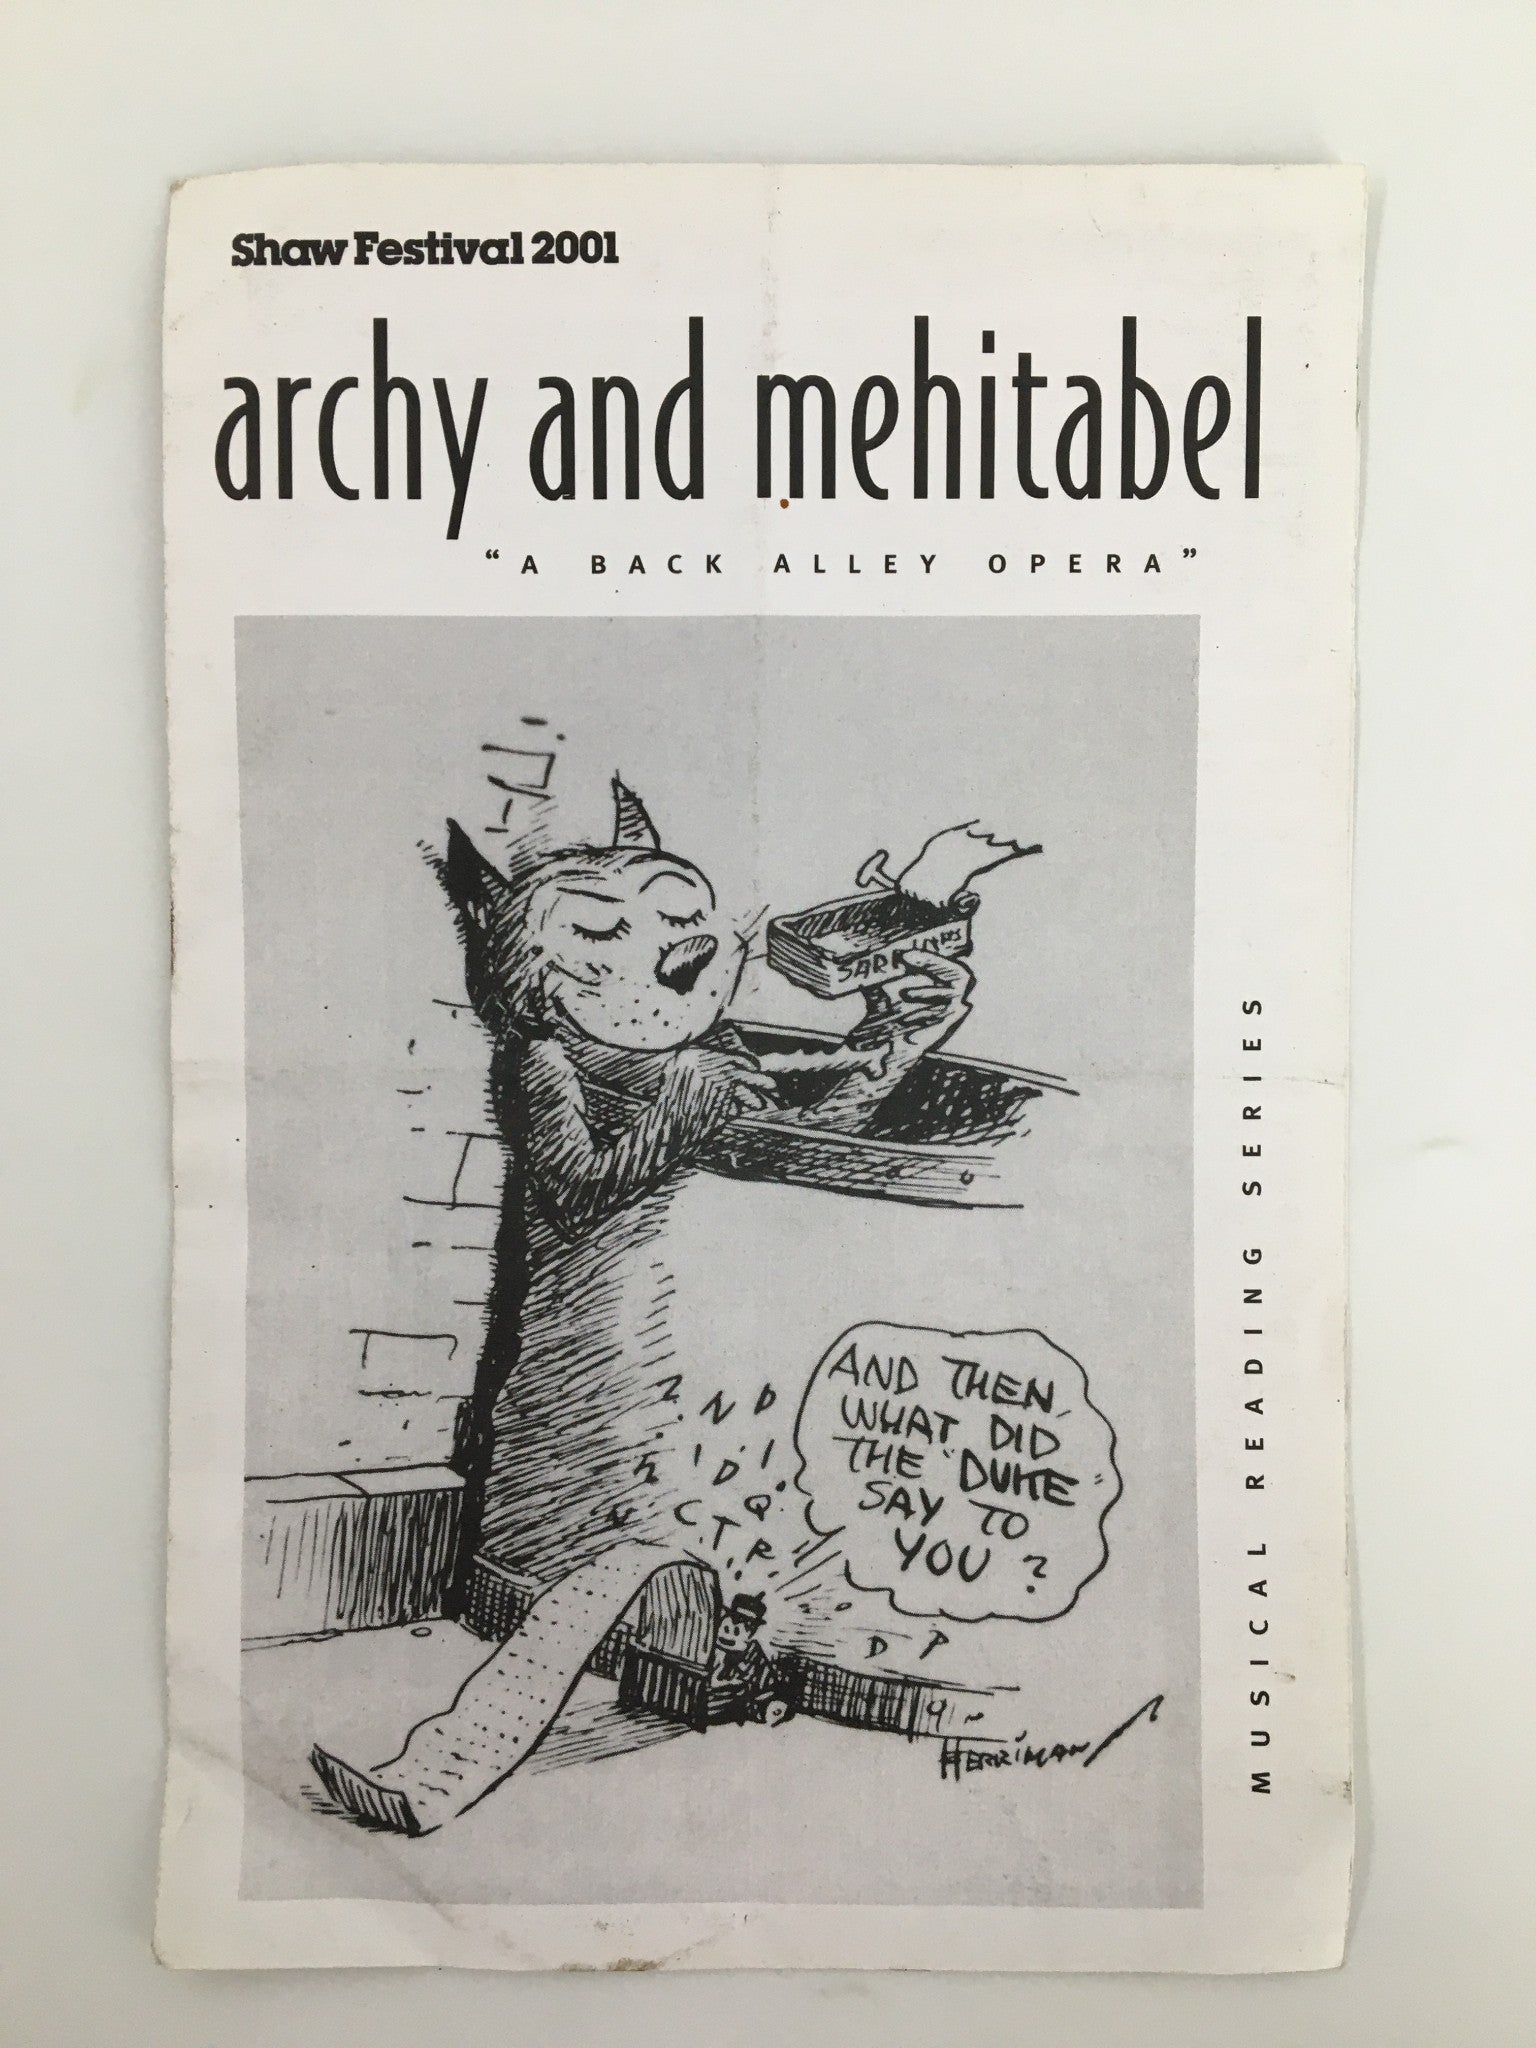 Shaw Festival 2001
archy and mehitabel
“A BACK ALLEY OPERA”
AND THEN,
WHAT DID
THE "DUKE"
SAY TO
YOU?
HERRIMAN
MUSICAL READING SERIES